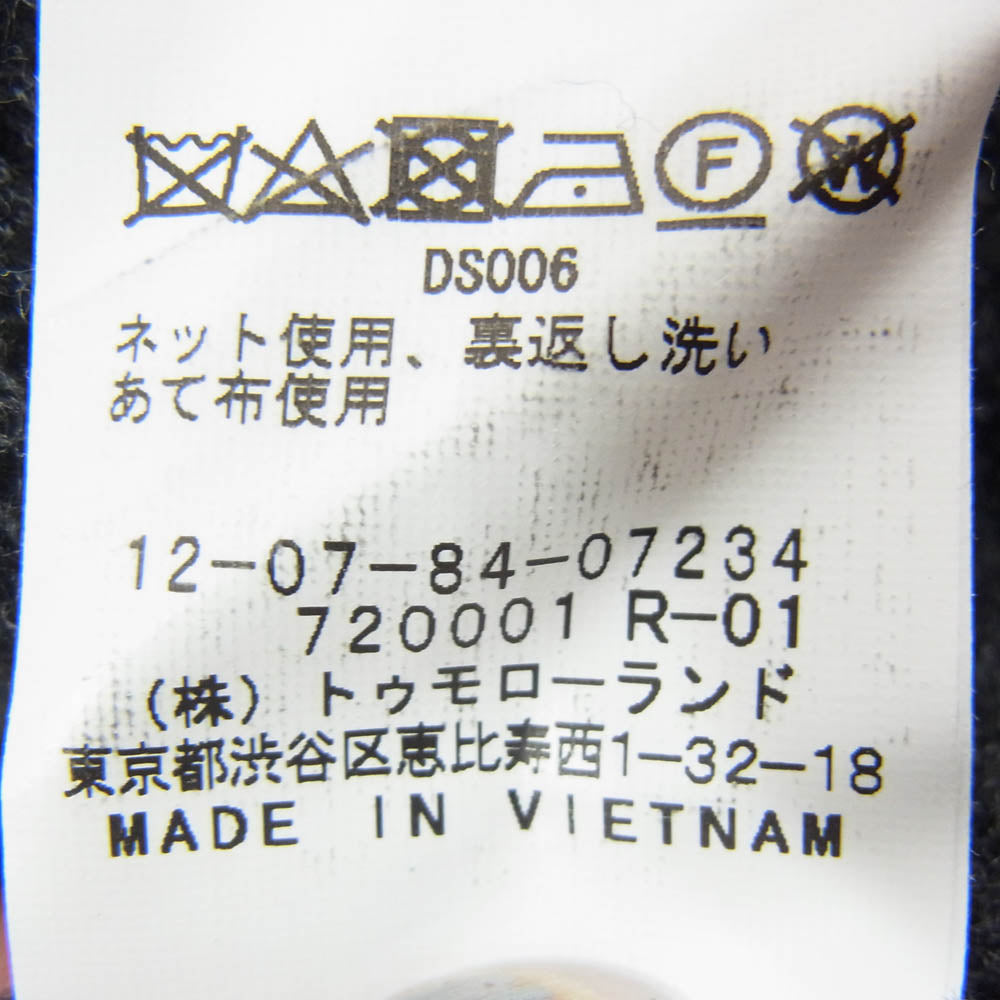 F W
DS006
ネット使用、裏返し洗い
あて布使用
12-07-84-07234
720001 R-01
(株)トゥモローランド
東京都渋谷区恵比寿西1-32-18
MADE IN VIETNAM